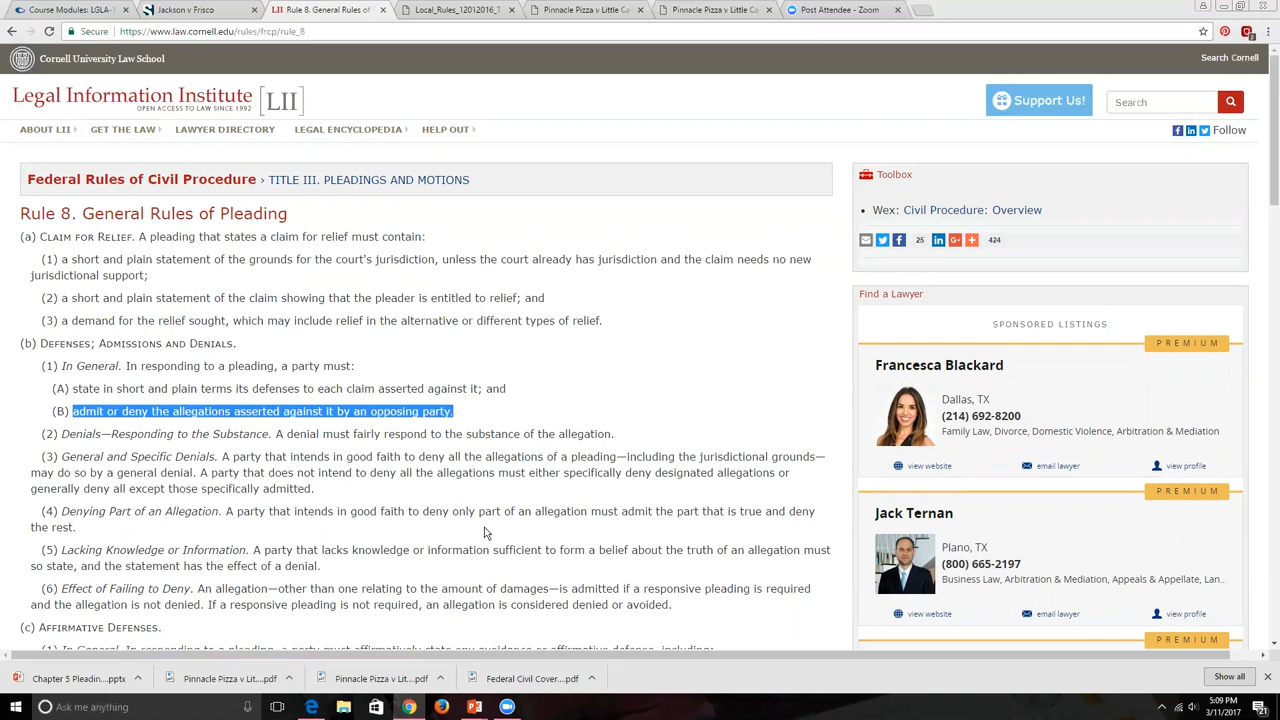 Course Modules: LGLA-
Jackson v Frisco
Rule 8. General Rules of
Local_Rules_12012016_1
Pinnacle Pizza v Little Ca
Pinnacle Pizza v Little Ca
Post Attendee - Zoom
Secure
https://www.law.cornell.edu/rules/frcp/rule_8
Cornell University Law School
Search Cornell
Legal Information Institute [LII]
OPEN ACCESS TO LAW SINCE 1992
Support Us!
Search
ABOUT LII
GET THE LAW
LAWYER DIRECTORY
LEGAL ENCYCLOPEDIA
HELP OUT
Follow
Federal Rules of Civil Procedure › TITLE III. PLEADINGS AND MOTIONS
Rule 8. General Rules of Pleading
(a) CLAIM FOR RELIEF. A pleading that states a claim for relief must contain:
(1) a short and plain statement of the grounds for the court's jurisdiction, unless the court already has jurisdiction and the claim needs no new
jurisdictional support;
(2) a short and plain statement of the claim showing that the pleader is entitled to relief; and
(3) a demand for the relief sought, which may include relief in the alternative or different types of relief.
(b) DEFENSES; ADMISSIONS AND DENIALS.
(1) In General. In responding to a pleading, a party must:
(A) state in short and plain terms its defenses to each claim asserted against it; and
(B) admit or deny the allegations asserted against it by an opposing party.
(2) Denials—Responding to the Substance. A denial must fairly respond to the substance of the allegation.
(3) General and Specific Denials. A party that intends in good faith to deny all the allegations of a pleading—including the jurisdictional grounds—
may do so by a general denial. A party that does not intend to deny all the allegations must either specifically deny designated allegations or
generally deny all except those specifically admitted.
(4) Denying Part of an Allegation. A party that intends in good faith to deny only part of an allegation must admit the part that is true and deny
the rest.
(5) Lacking Knowledge or Information. A party that lacks knowledge or information sufficient to form a belief about the truth of an allegation must
so state, and the statement has the effect of a denial.
(6) Effect of Failing to Deny. An allegation—other than one relating to the amount of damages—is admitted if a responsive pleading is required
and the allegation is not denied. If a responsive pleading is not required, an allegation is considered denied or avoided.
(c) AFFIRMATIVE DEFENSES.
(1) In General. In responding to a pleading, a party must affirmatively state any avoidance or affirmative defense, including:
Toolbox
Wex: Civil Procedure: Overview
25
424
Find a Lawyer
SPONSORED LISTINGS
PREMIUM
Francesca Blackard
Dallas, TX
(214) 692-8200
Family Law, Divorce, Domestic Violence, Arbitration & Mediation
view website
email lawyer
view profile
PREMIUM
Jack Ternan
Plano, TX
(800) 665-2197
Business Law, Arbitration & Mediation, Appeals & Appellate, Lan...
view website
email lawyer
view profile
PREMIUM
Chapter 5 Pleadin....pptx
Pinnacle Pizza v Lit....pdf
Pinnacle Pizza v Lit....pdf
Federal Civil Cover....pdf
Show all
Ask me anything
5:09 PM
3/11/2017
21